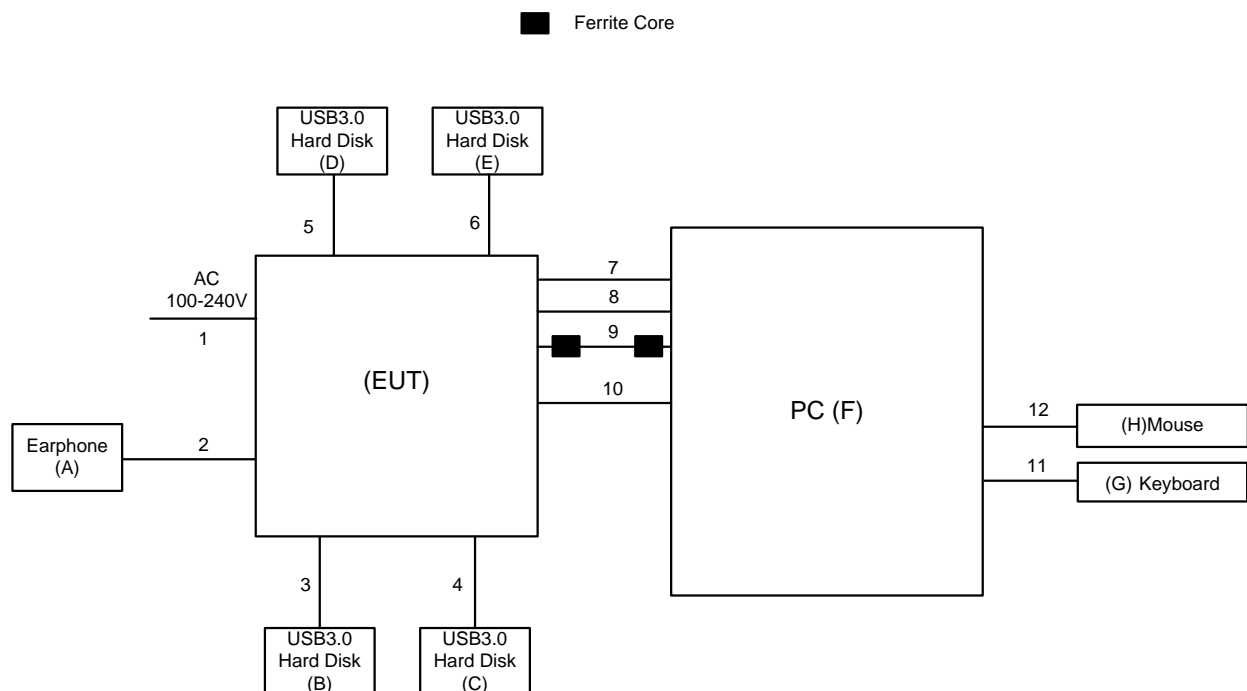 Ferrite Core
USB3.0
Hard Disk
(D)
USB3.0
Hard Disk
(E)
5
6
AC
100-240V
1
7
8
9
10
(EUT)
PC (F)
Earphone
(A)
2
12
(H)Mouse
11
(G) Keyboard
3
4
USB3.0
Hard Disk
(B)
USB3.0
Hard Disk
(C)